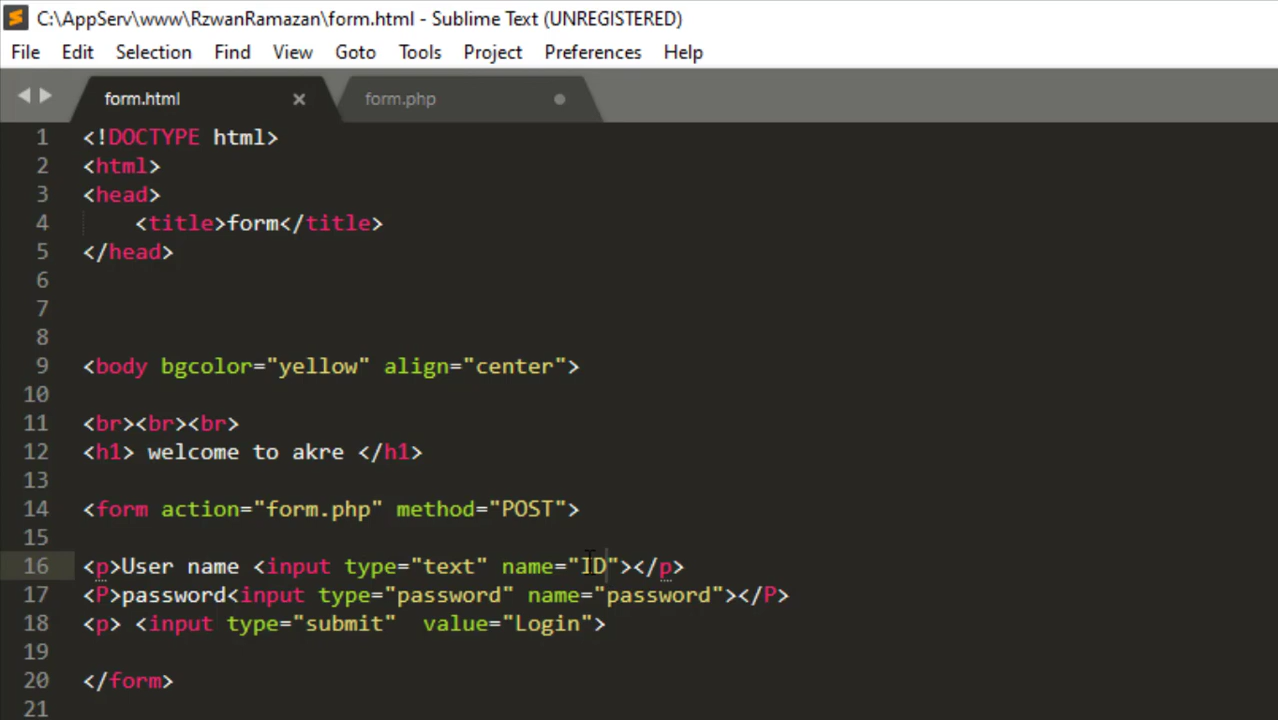 C:\AppServ\www\RzwanRamazan\form.html - Sublime Text (UNREGISTERED)
File Edit Selection Find View Goto Tools Project Preferences Help
form.html × form.php
1 <!DOCTYPE html>
2 <html>
3 <head>
4 <title>form</title>
5 </head>
6
7
8
9 <body bgcolor="yellow" align="center">
10
11 <br><br><br>
12 <h1> welcome to akre </h1>
13
14 <form action="form.php" method="POST">
15
16 <p>User name <input type="text" name="ID"></p>
17 <P>password<input type="password" name="password"></P>
18 <p> <input type="submit"  value="Login">
19
20 </form>
21